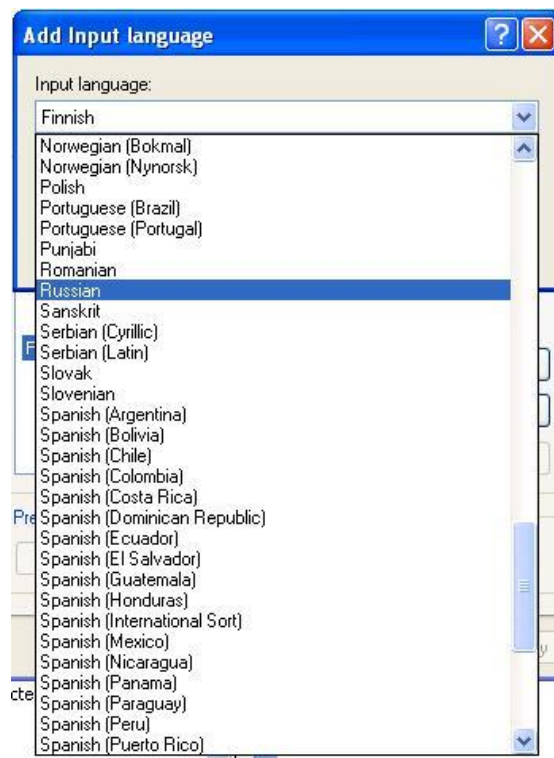 Add Input language
Input language:
Finnish
Norwegian (Bokmal)
Norwegian (Nynorsk)
Polish
Portuguese (Brazil)
Portuguese (Portugal)
Punjabi
Romanian
Russian
Sanskrit
Serbian (Cyrillic)
F
Serbian (Latin)
Slovak
Slovenian
Spanish (Argentina)
Spanish (Bolivia)
Spanish (Chile)
Spanish (Colombia)
Spanish (Costa Rica)
Pre
Spanish (Dominican Republic)
Spanish (Ecuador)
Spanish (El Salvador)
Spanish (Guatemala)
Spanish (Honduras)
Spanish (International Sort)
Spanish (Mexico)
y
Spanish (Nicaragua)
Spanish (Panama)
cte
Spanish (Paraguay)
Spanish (Peru)
Spanish (Puerto Rico)